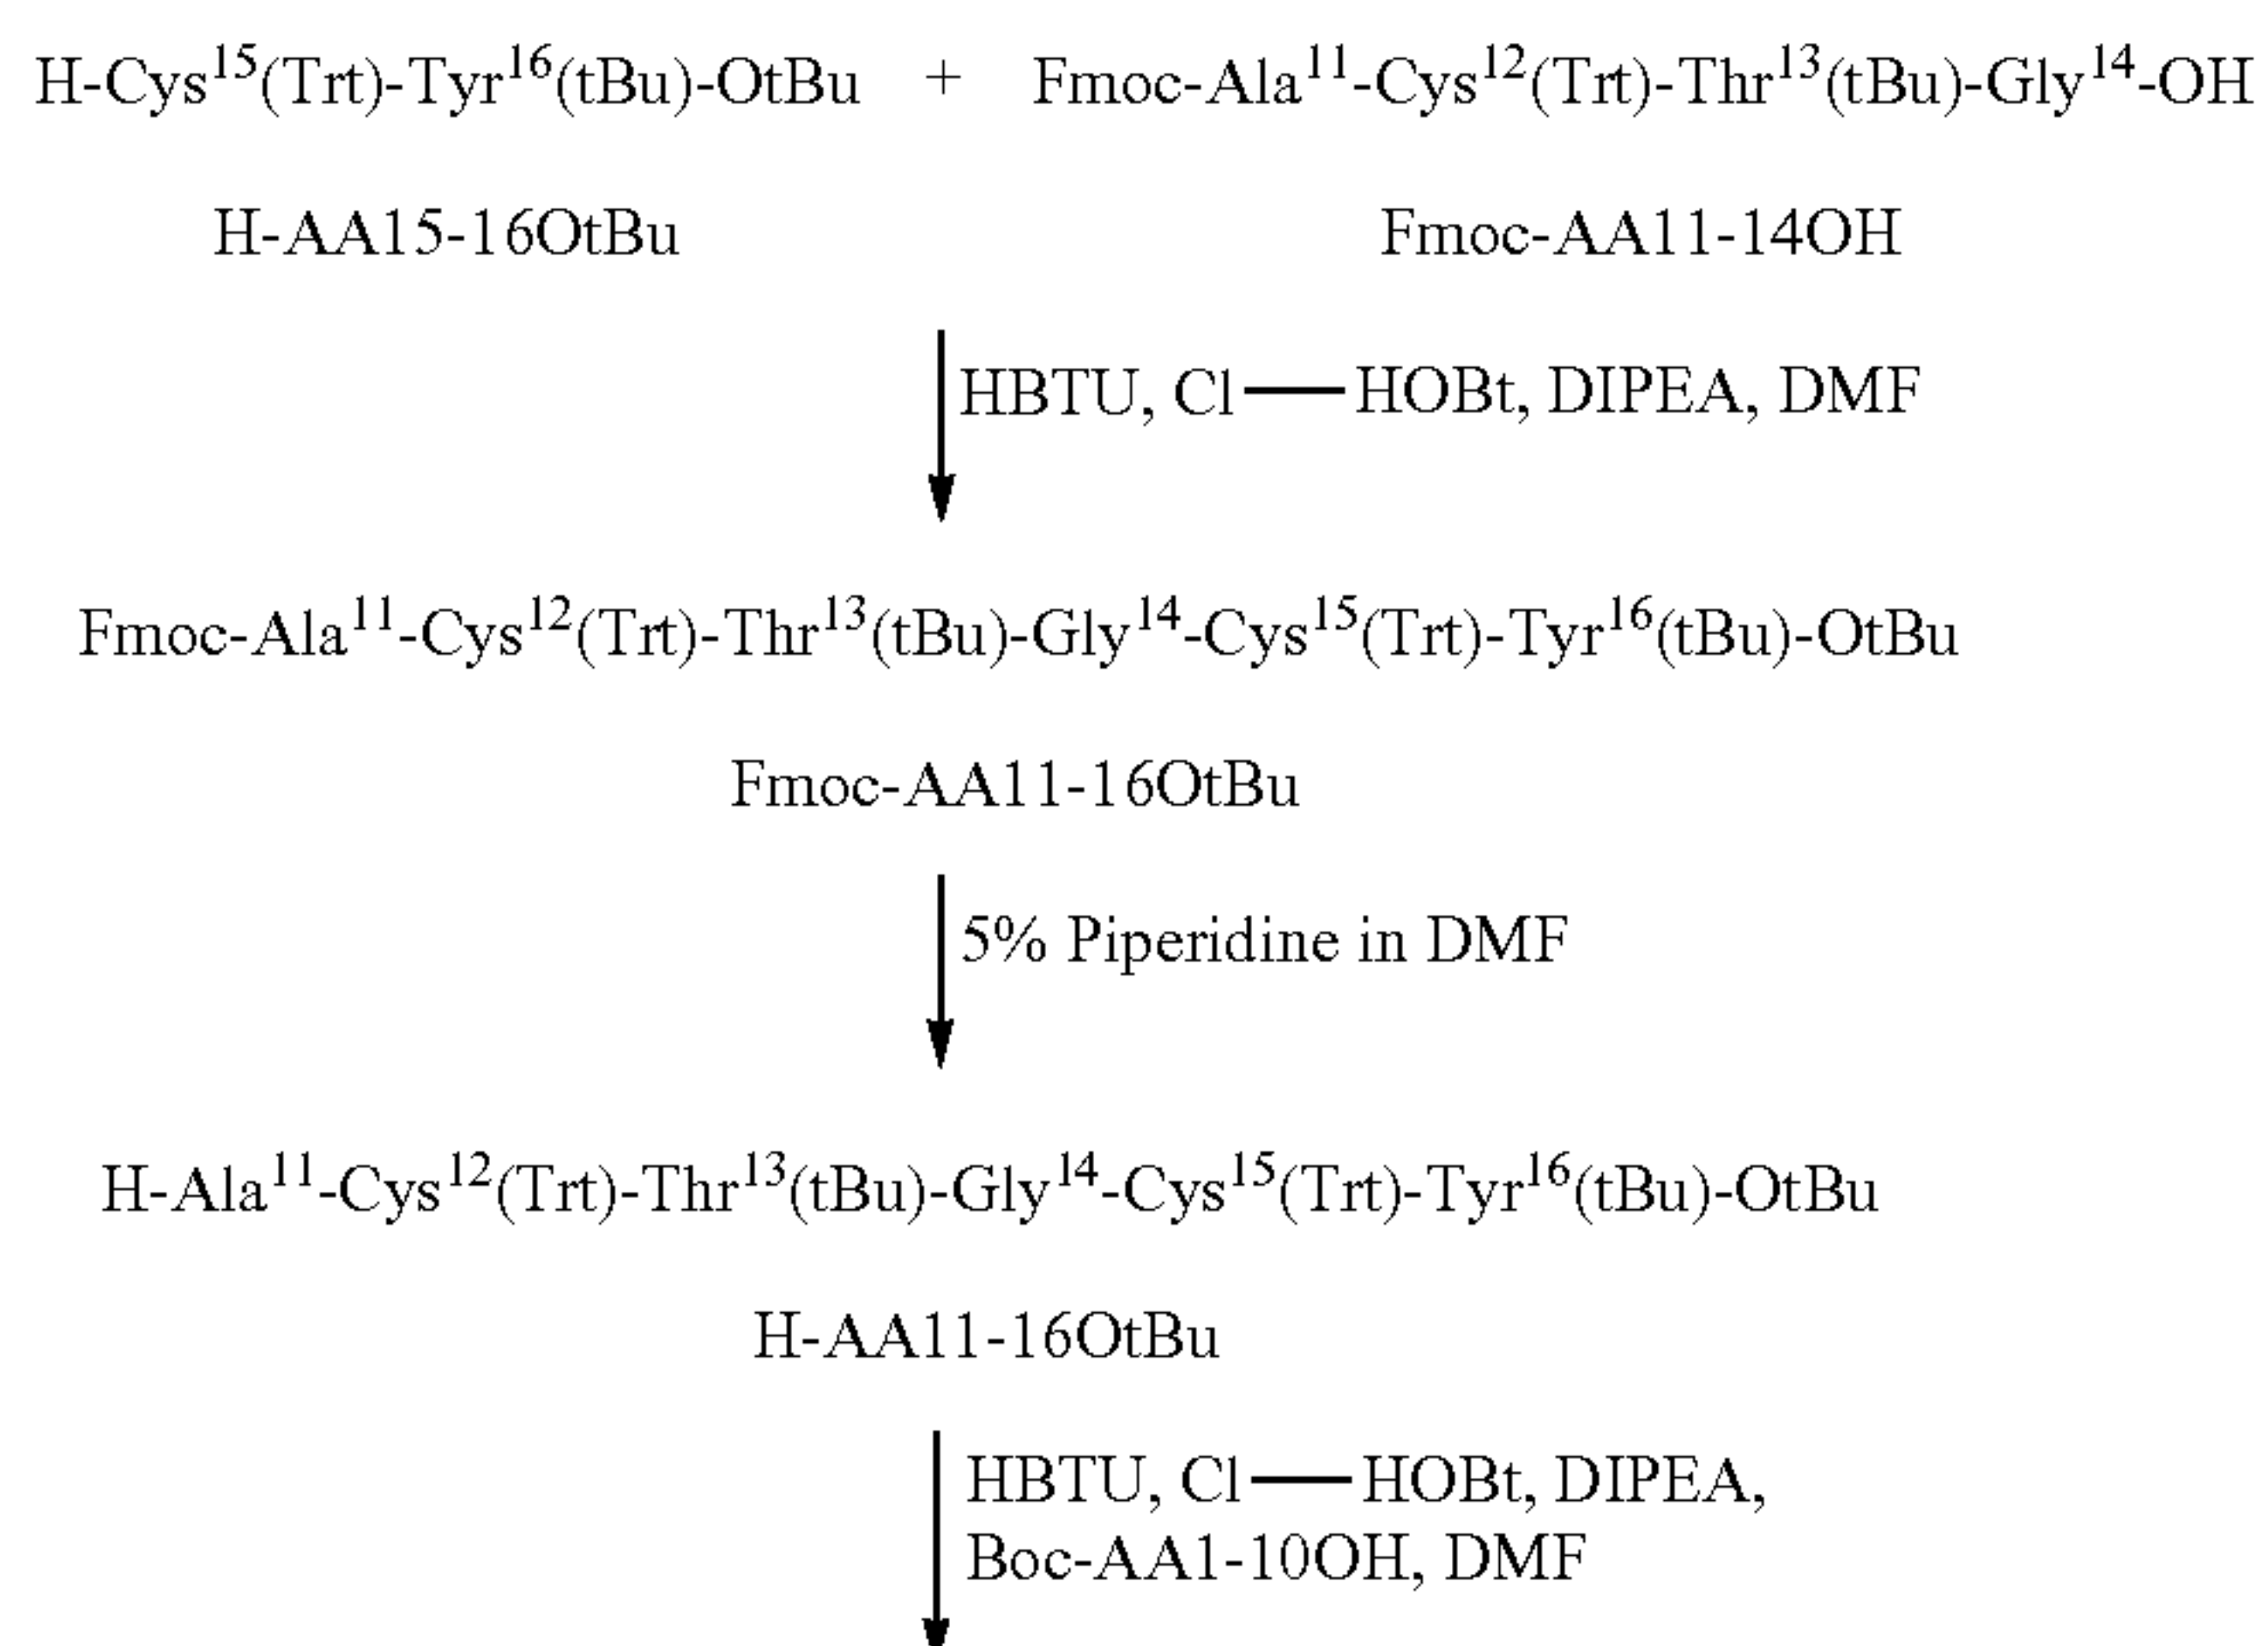 H-Cys¹⁵(Trt)-Tyr¹⁶(tBu)-OtBu + Fmoc-Ala¹¹-Cys¹²(Trt)-Thr¹³(tBu)-Gly¹⁴-OH
H-AA15-16OtBu Fmoc-AA11-14OH
HBTU, Cl—HOBt, DIPEA, DMF
Fmoc-Ala¹¹-Cys¹²(Trt)-Thr¹³(tBu)-Gly¹⁴-Cys¹⁵(Trt)-Tyr¹⁶(tBu)-OtBu
Fmoc-AA11-16OtBu
5% Piperidine in DMF
H-Ala¹¹-Cys¹²(Trt)-Thr¹³(tBu)-Gly¹⁴-Cys¹⁵(Trt)-Tyr¹⁶(tBu)-OtBu
H-AA11-16OtBu
HBTU, Cl—HOBt, DIPEA,
Boc-AA1-10OH, DMF